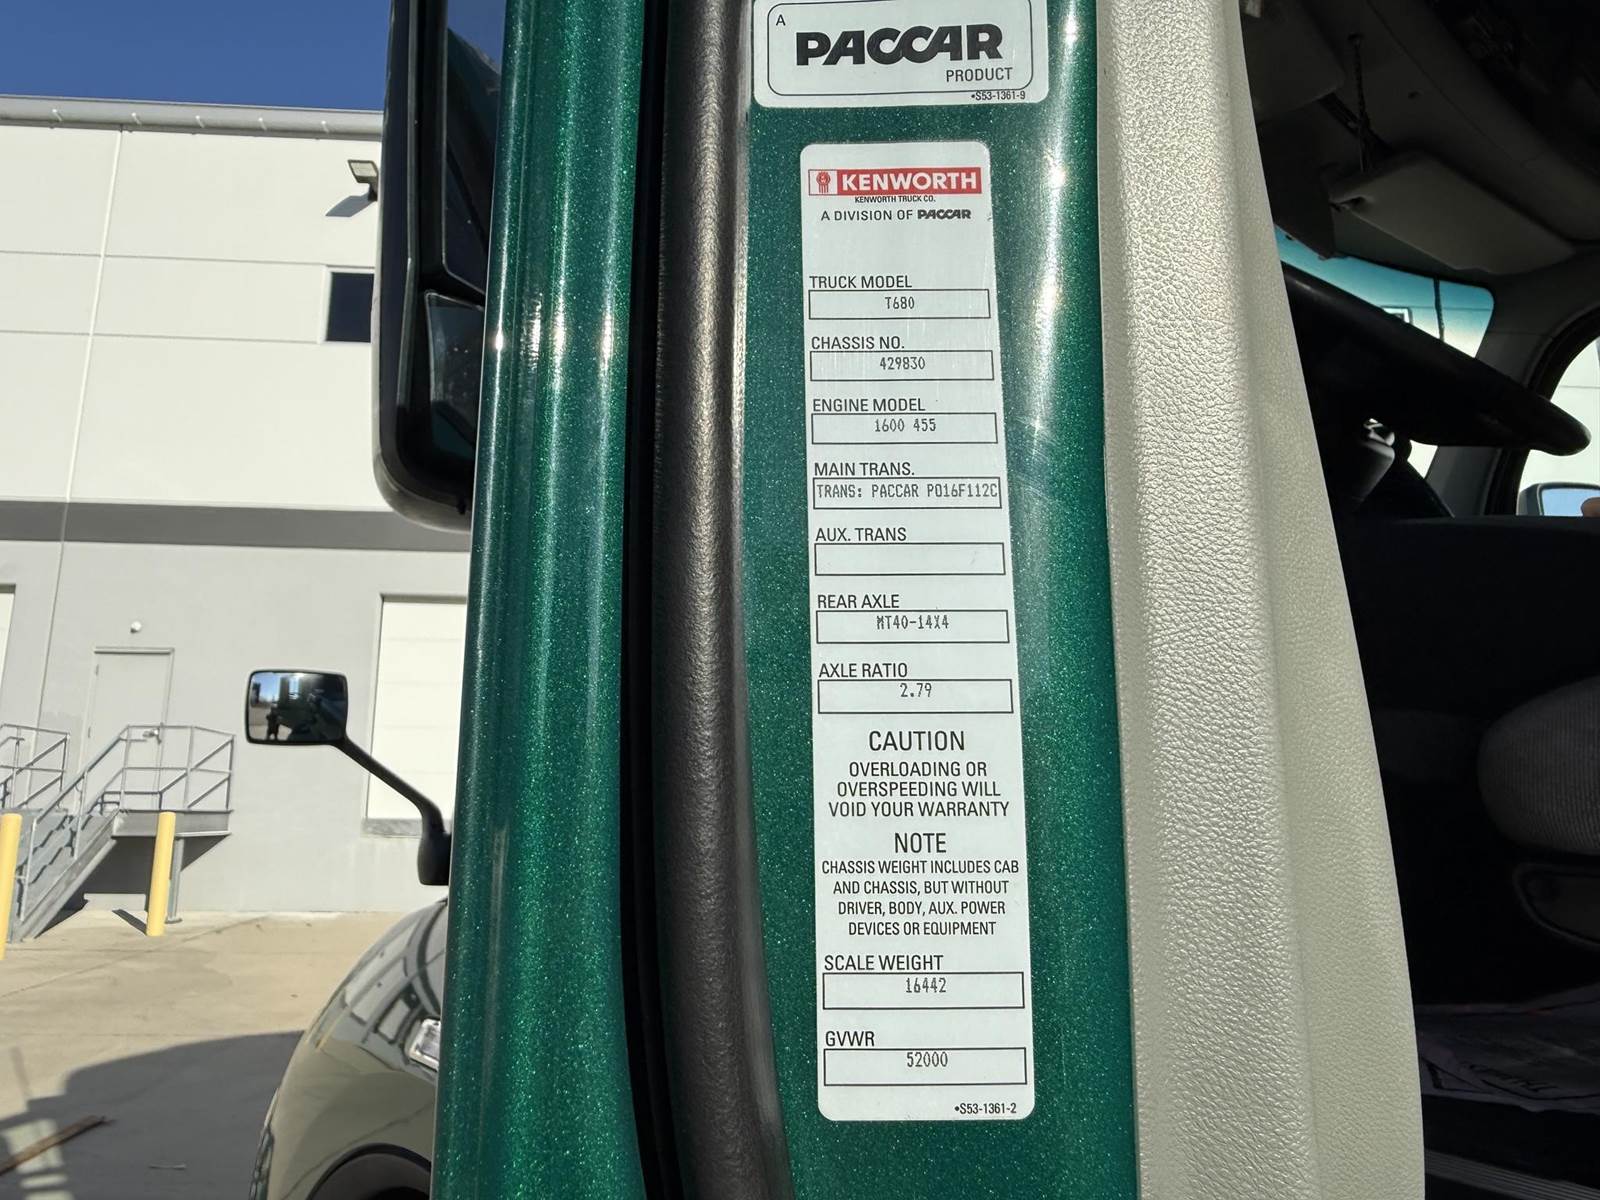 A
PACCAR
PRODUCT
•S53-1361-9
KENWORTH
KENWORTH TRUCK CO.
A DIVISION OF PACCAR
TRUCK MODEL
T680
CHASSIS NO.
429830
ENGINE MODEL
1600 455
MAIN TRANS.
TRANS: PACCAR PO16F112C
AUX. TRANS
REAR AXLE
MT40-14X4
AXLE RATIO
2.79
CAUTION
OVERLOADING OR
OVERSPEEDING WILL
VOID YOUR WARRANTY
NOTE
CHASSIS WEIGHT INCLUDES CAB
AND CHASSIS, BUT WITHOUT
DRIVER, BODY, AUX. POWER
DEVICES OR EQUIPMENT
SCALE WEIGHT
16442
GVWR
52000
•S53-1361-2